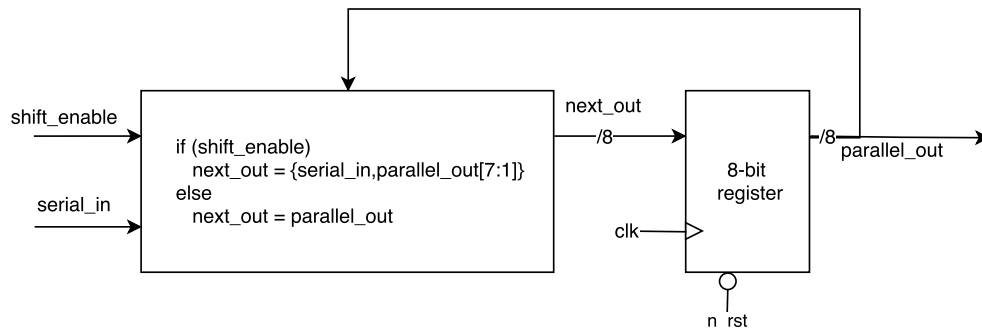 shift_enable
serial_in
if (shift_enable)
next_out = {serial_in,parallel_out[7:1]}
else
next_out = parallel_out
next_out
/8
8-bit
register
clk
n_rst
/8
parallel_out